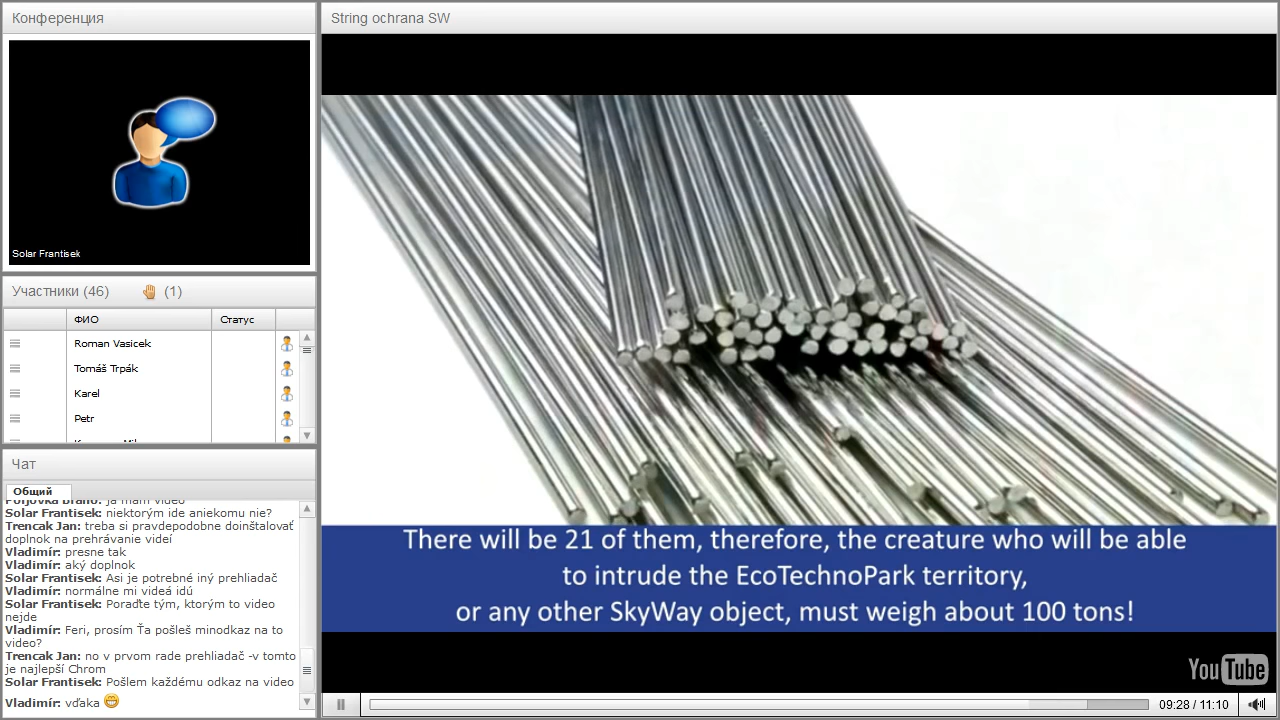 Конференция
Solar Frantisek
Участники (46) (1)
ФИО Статус
Roman Vasicek
Tomáš Trpák
Karel
Petr
Чат
Общий
ja mám video
Solar Frantisek: niektorým ide aniekomu nie?
Trencak Jan: treba si pravdepodobne doinštalovať
doplnok na prehrávanie videí
Vladimír: presne tak
Vladimír: aký doplnok
Solar Frantisek: Asi je potrebné iný prehliadač
Vladimír: normálne mi videá idú
Solar Frantisek: Poraďte tým, ktorým to video
nejde
Vladimír: Feri, prosím Ťa pošleš minodkaz na to
video?
Trencak Jan: no v prvom rade prehliadač -v tomto
je najlepší Chrom
Solar Frantisek: Pošlem každému odkaz na video
Vladimír: vďaka
String ochrana SW
There will be 21 of them, therefore, the creature who will be able
to intrude the EcoTechnoPark territory,
or any other SkyWay object, must weigh about 100 tons!
YouTube
09:28 / 11:10